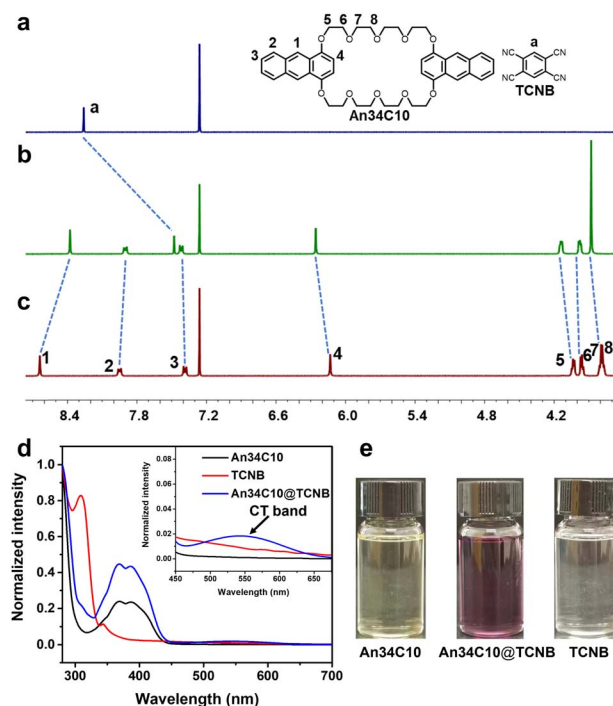 a
5
6 7 8
2 1
3 4
O O O O O
O O O O O
An34C10
a
NC CN
NC CN
TCNB
a
b
c
1
2
3
4
5
6
7
8
8.4 7.8 7.2 6.6 6.0 5.4 4.8 4.2
d
Normalized intensity
1.0
0.8
0.6
0.4
0.2
0.0
300 400 500 600 700
Wavelength (nm)
Normalized intensity
0.08
0.06
0.04
0.02
0.00
450 500 550 600 650
Wavelength (nm)
An34C10
TCNB
An34C10@TCNB
CT band
e
An34C10 An34C10@TCNB TCNB